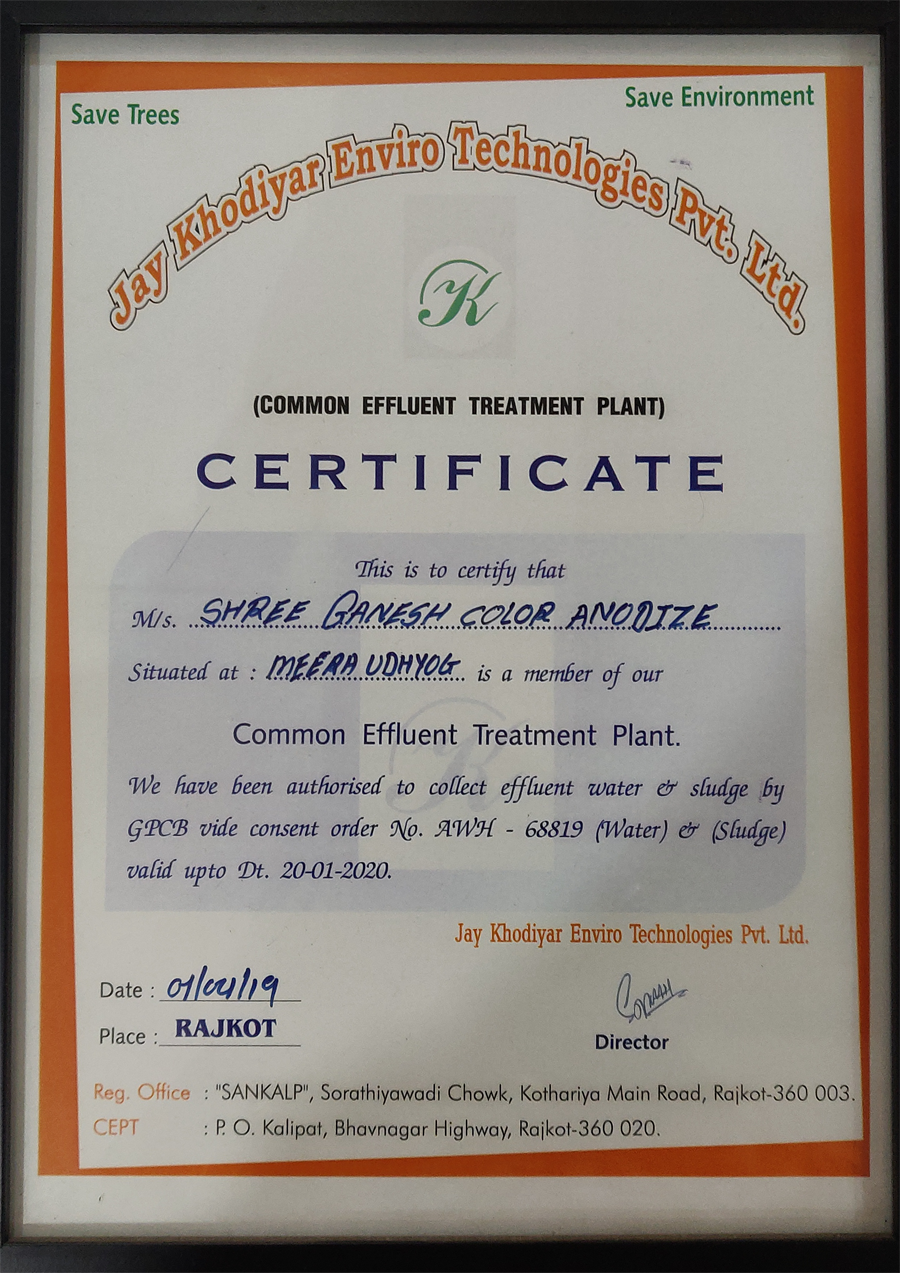 Save Trees
Save Environment
Jay Khodiyar Enviro Technologies Pvt. Ltd.
K
(COMMON EFFLUENT TREATMENT PLANT)
CERTIFICATE
This is to certify that
M/s. SHREE GANESH COLOR ANODIZE
Situated at : MEERA UDHYOG is a member of our
Common Effluent Treatment Plant.
We have been authorised to collect effluent water & sludge by
GPCB vide consent order No. AWH - 68819 (Water) & (Sludge)
valid upto Dt. 20-01-2020.
Jay Khodiyar Enviro Technologies Pvt. Ltd.
Date : 01/04/19
Place : RAJKOT
Director
Reg. Office : "SANKALP", Sorathiyawadi Chowk, Kothariya Main Road, Rajkot-360 003.
CEPT : P. O. Kalipat, Bhavnagar Highway, Rajkot-360 020.